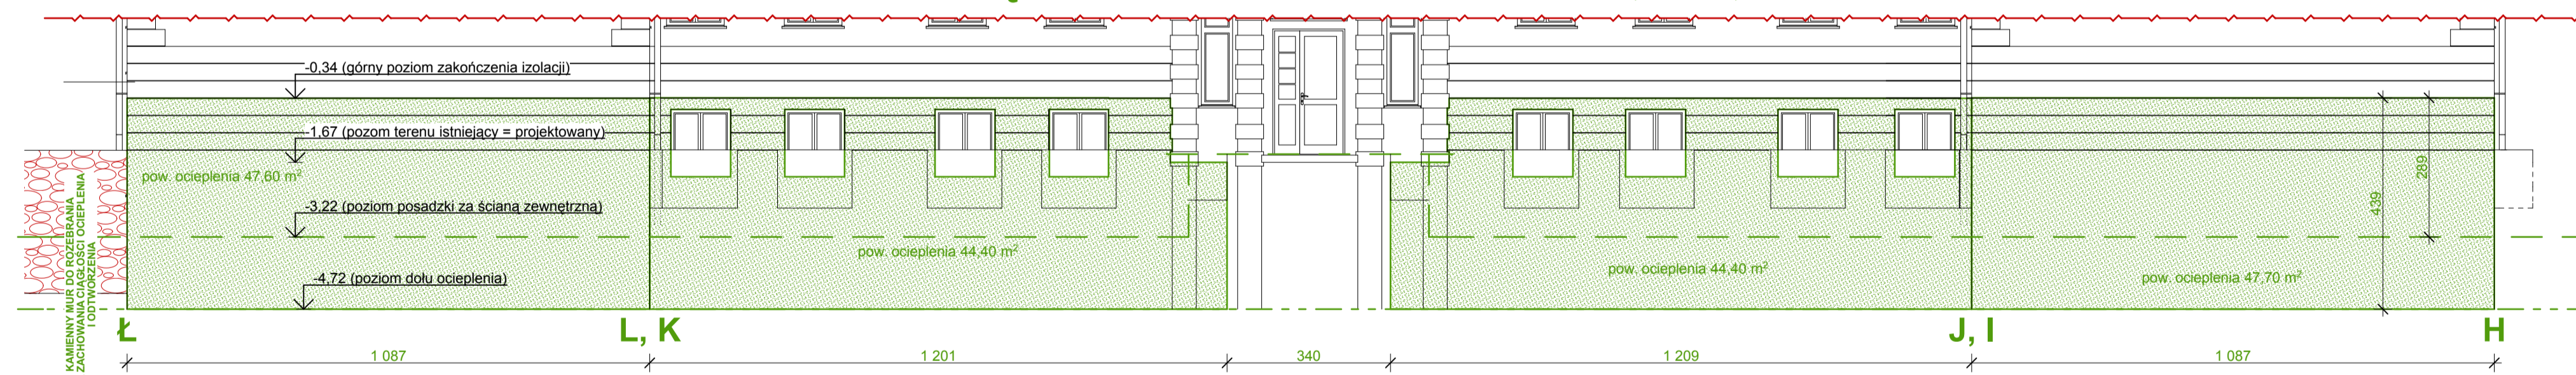 -0,34 (górny poziom zakończenia izolacji)
-1,67 (pozom terenu istniejący = projektowany)
pow. ocieplenia 47,60 m²
-3,22 (poziom posadzki za ścianą zewnętrzną)
pow. ocieplenia 44,40 m²
-4,72 (poziom dołu ocieplenia)
pow. ocieplenia 44,40 m²
pow. ocieplenia 47,70 m²
439
289
KAMIENNY MUR DO ROZEBRANIA
ZACHOWANIA CIĄGŁOŚCI OCIEPLENIA
I ODTWORZENIA
Ł
L, K
J, I
H
1 087
1 201
340
1 209
1 087